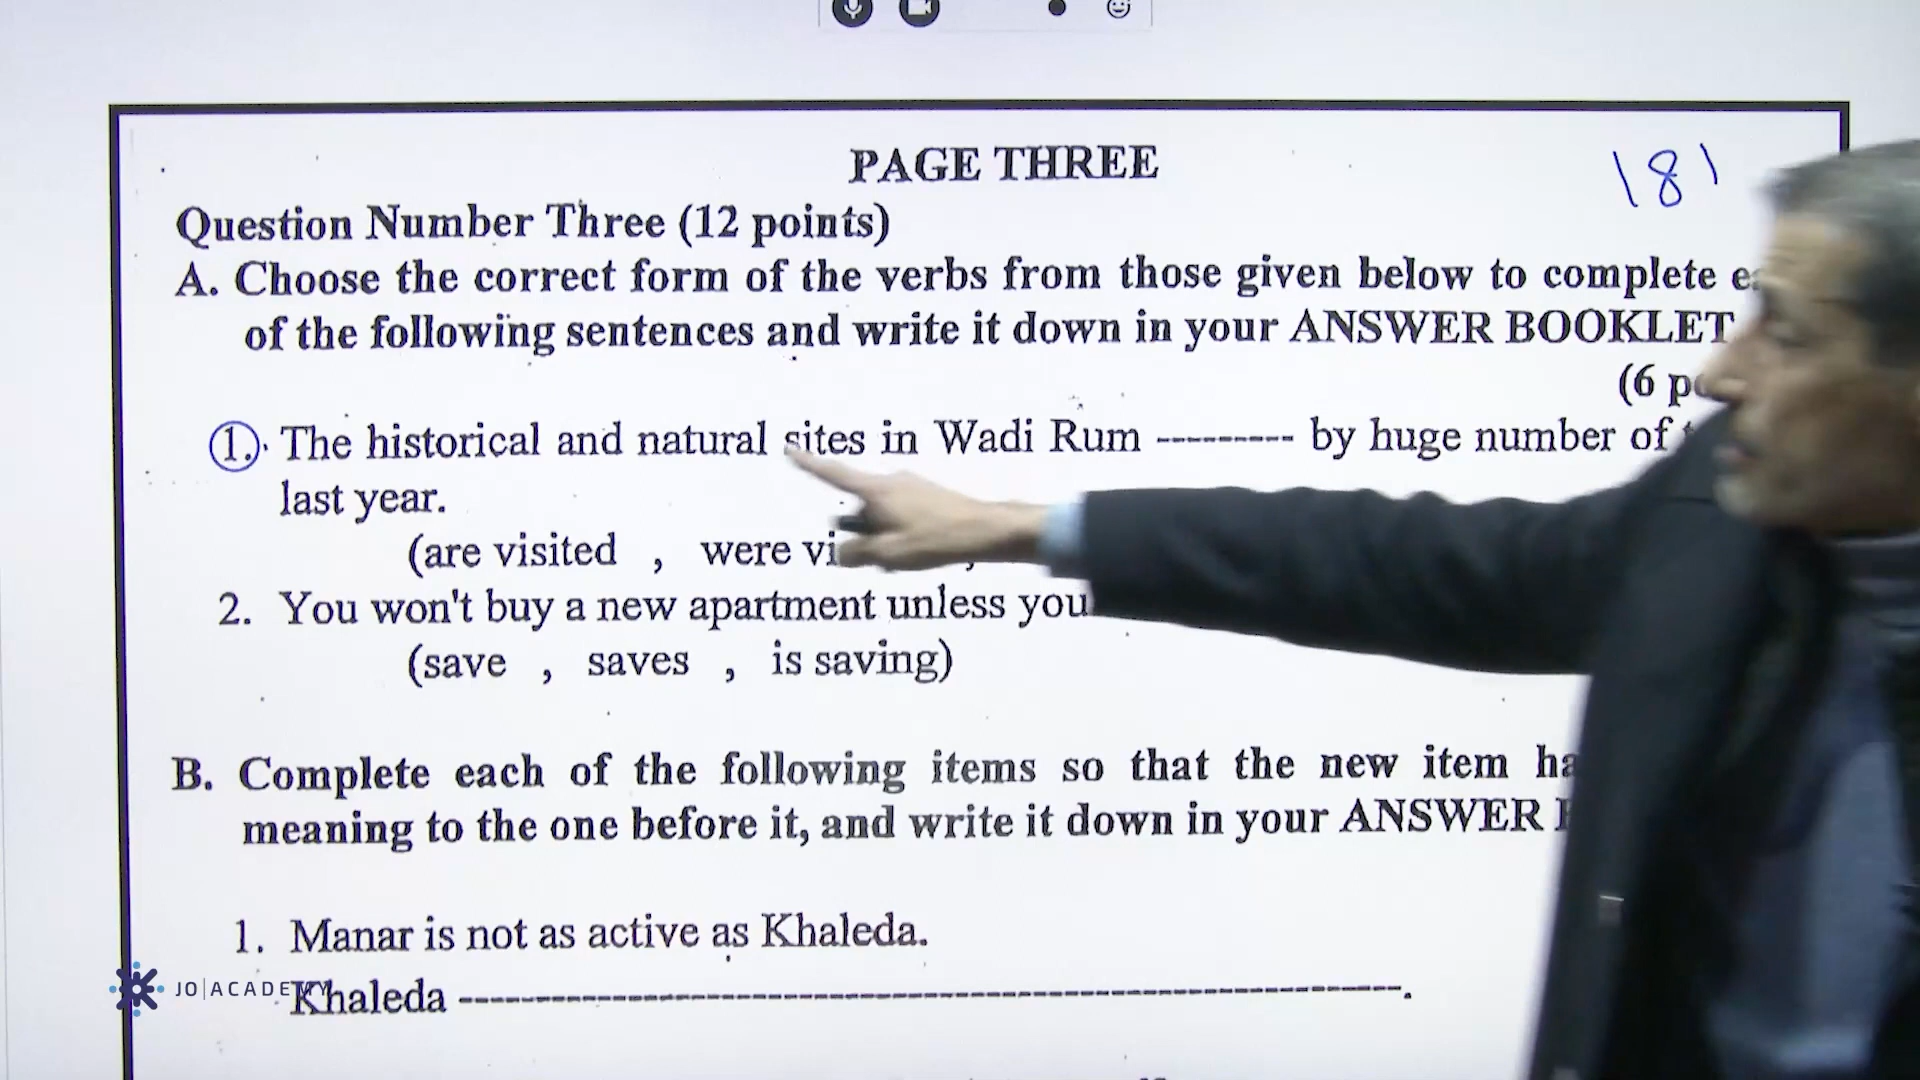 PAGE THREE
181
Question Number Three (12 points)
A. Choose the correct form of the verbs from those given below to complete
of the following sentences and write it down in your ANSWER BOOKLET
(6
1. The historical and natural sites in Wadi Rum --------- by huge number of
last year.
(are visited , were
2. You won't buy a new apartment unless you
(save , saves , is saving)
B. Complete each of the following items so that the new item
meaning to the one before it, and write it down in your ANSWER
1. Manar is not as active as Khaleda.
JO|ACADEMY
Khaleda ------------------------------------------------------------.